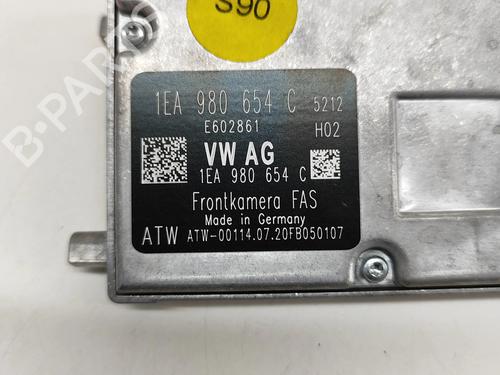 S90
1EA 980 654 C 5212
E602861 H02
VW AG
1EA 980 654 C
Frontkamera FAS
Made in Germany
ATW ATW-00114.07.20FB050107
B-PARTS